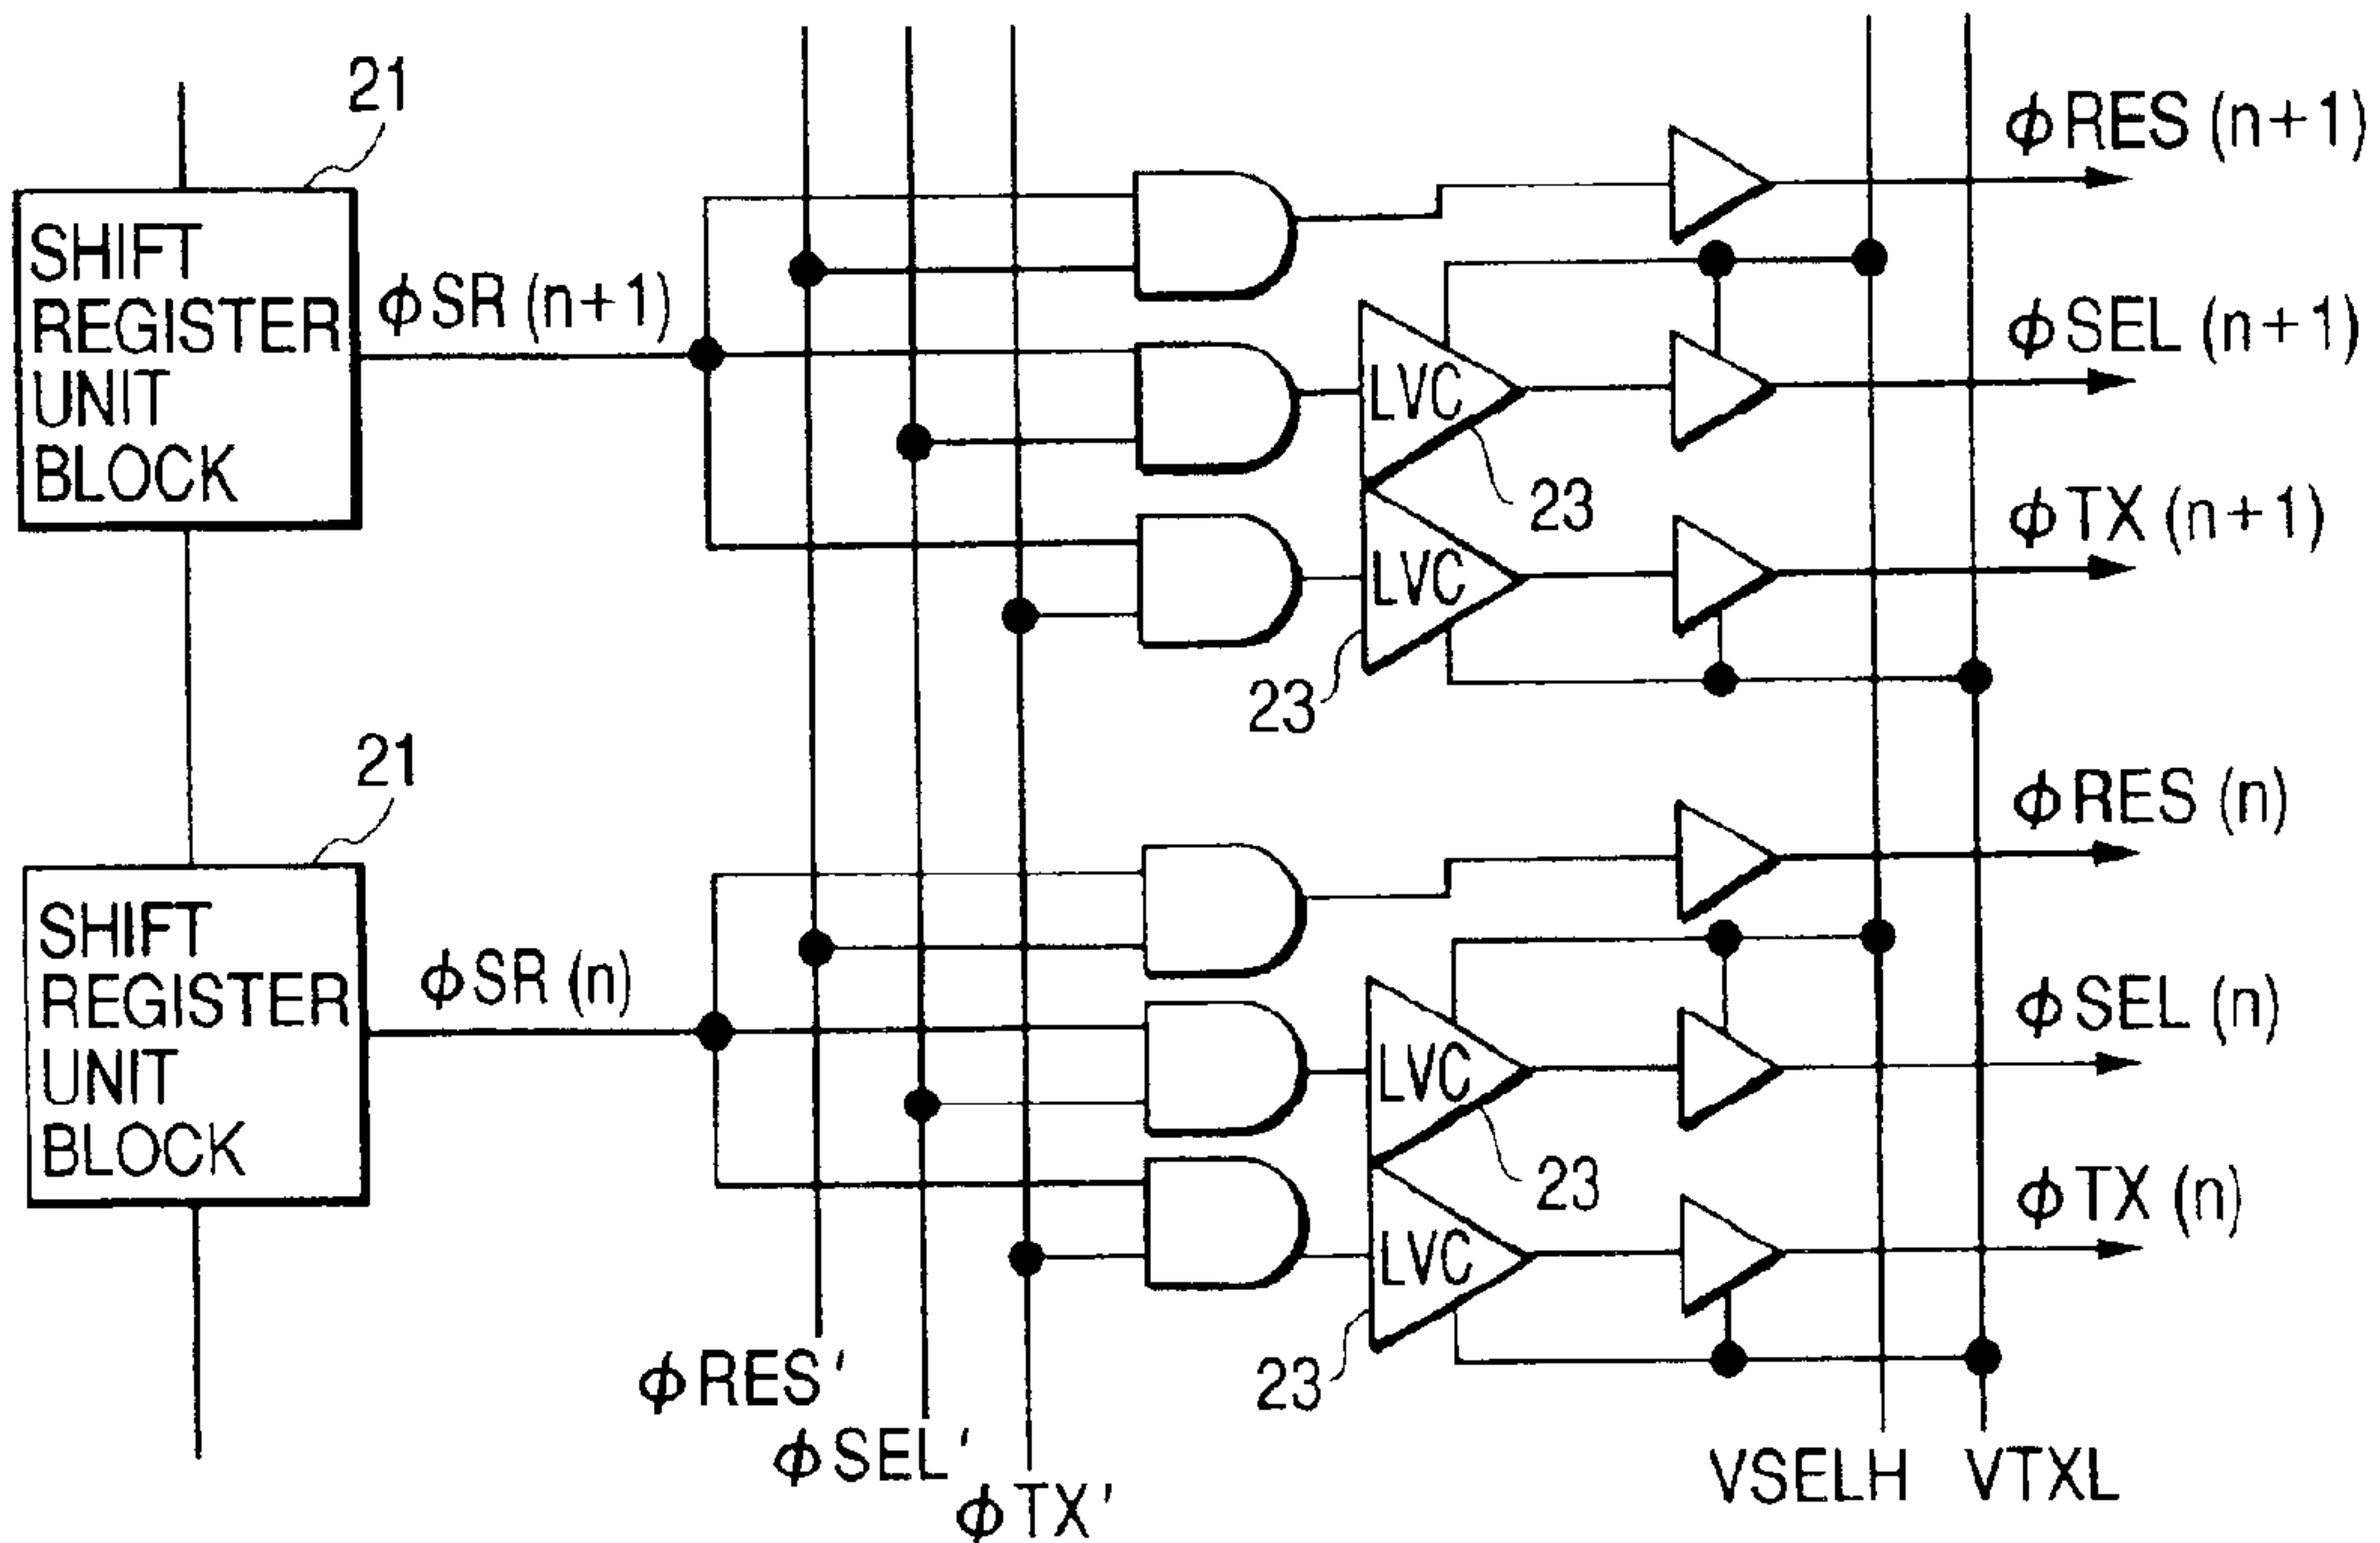 21
SHIFT
REGISTER
UNIT
BLOCK
ϕSR (n+1)
LVC
23
LVC
23
ϕRES (n+1)
ϕSEL (n+1)
ϕTX (n+1)
21
SHIFT
REGISTER
UNIT
BLOCK
ϕSR (n)
LVC
23
LVC
23
ϕRES (n)
ϕSEL (n)
ϕTX (n)
ϕRES'
ϕSEL'
ϕTX'
VSELH
VTXL